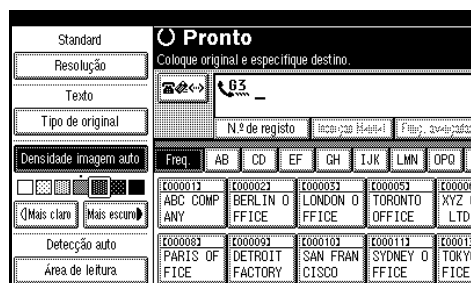 Standard
Resolução
Texto
Tipo de original
Densidade imagem auto
Mais claro
Mais escuro
Detecção auto
Área de leitura
Pronto
Coloque original e especifique destino.
G3 _
N.º de registo
Freq. AB CD EF GH IJK LMN OPQ
[00001] [00002] [00003] [00005]
ABC COMP BERLIN O LONDON O TORONTO XYZ
ANY FFICE FFICE OFFICE LTD
[00008] [00009] [00010] [00011]
PARIS OF DETROIT SAN FRAN SYDNEY O TOKY
FICE FACTORY CISCO FFICE FICE